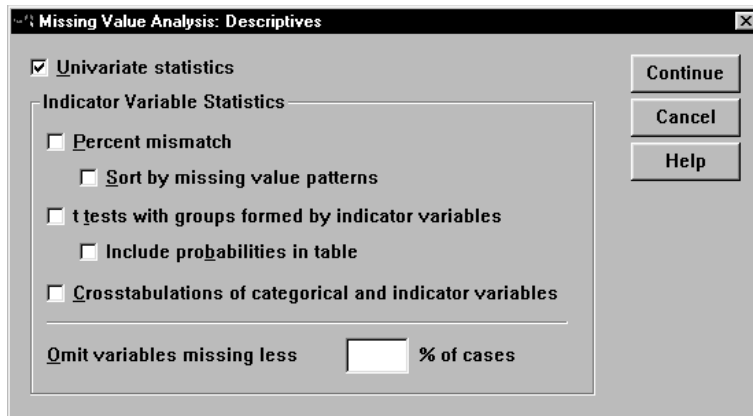 Missing Value Analysis: Descriptives
Univariate statistics
Indicator Variable Statistics
Percent mismatch
Sort by missing value patterns
t tests with groups formed by indicator variables
Include probabilities in table
Crosstabulations of categorical and indicator variables
Omit variables missing less % of cases
Continue
Cancel
Help